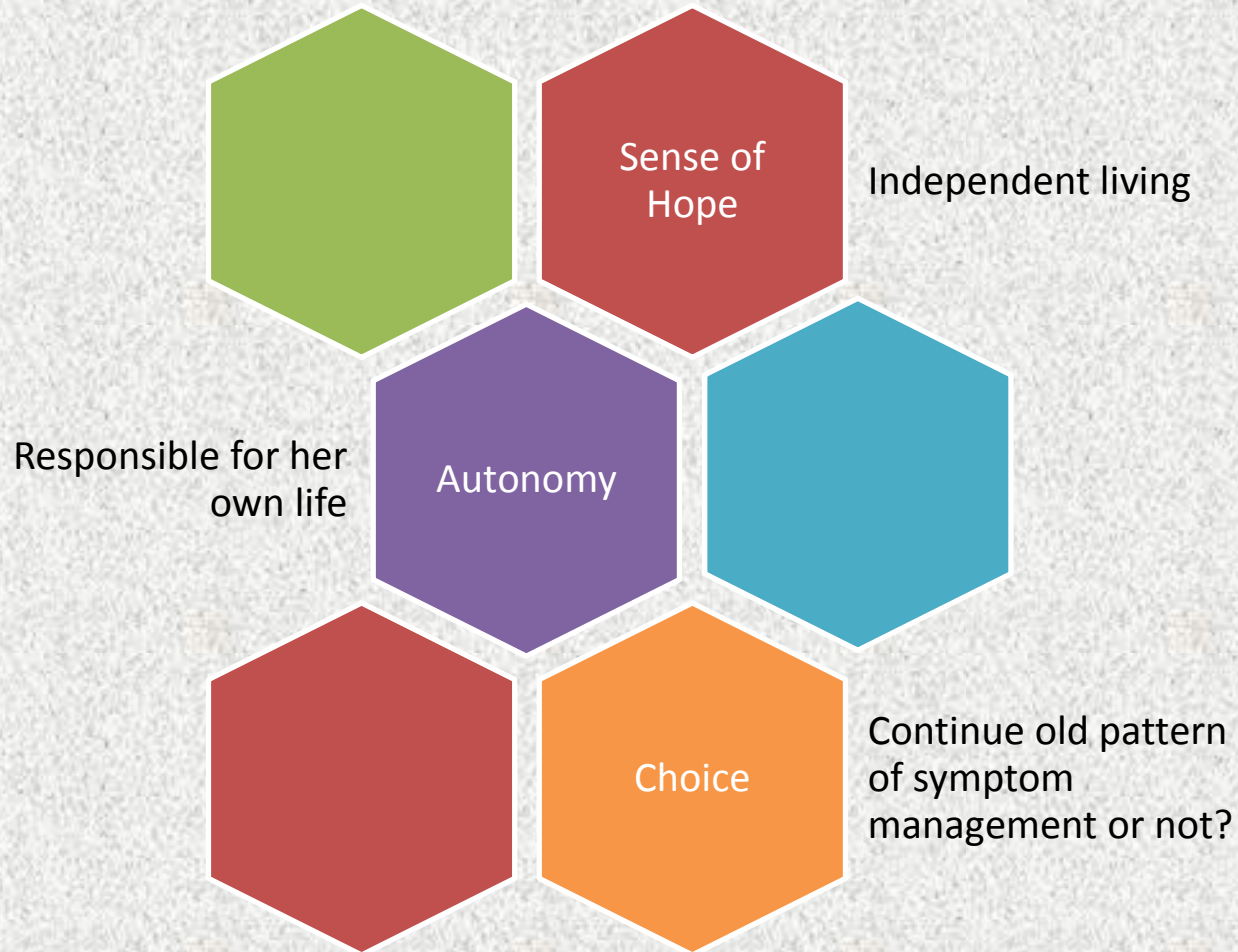 Sense of
Hope
Independent living
Responsible for her
own life
Autonomy
Choice
Continue old pattern
of symptom
management or not?